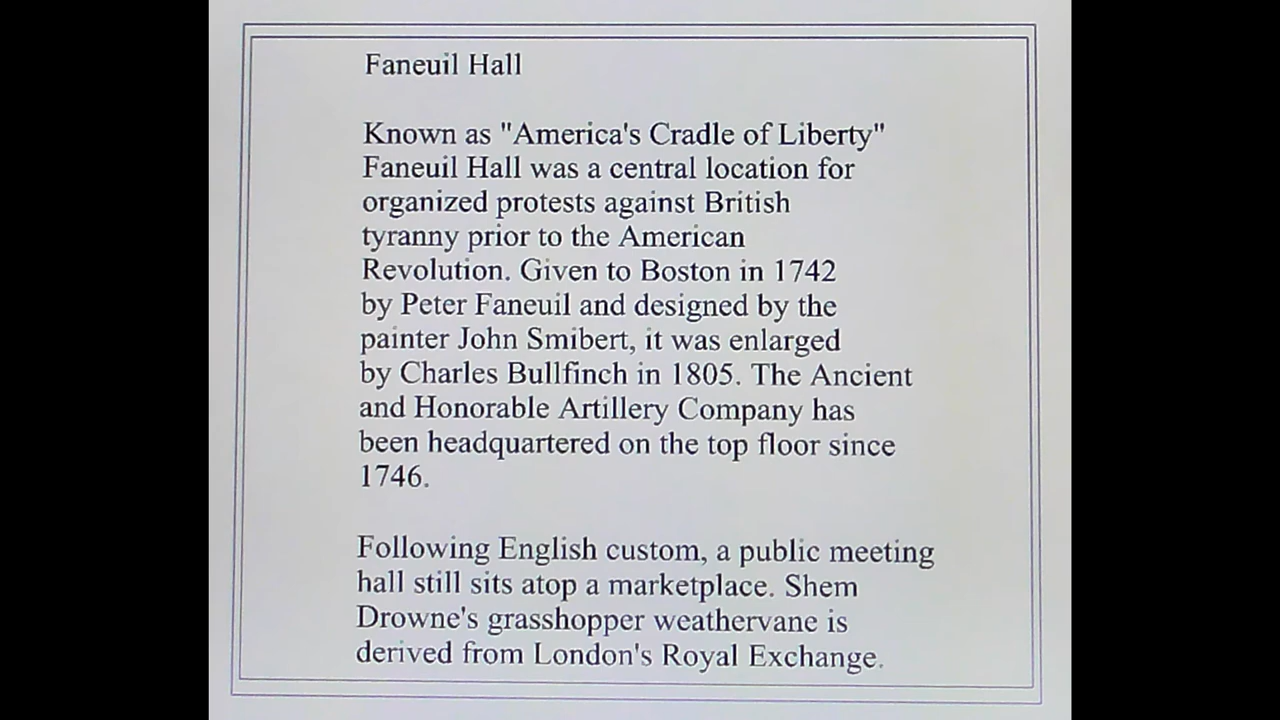 Faneuil Hall
Known as "America's Cradle of Liberty"
Faneuil Hall was a central location for
organized protests against British
tyranny prior to the American
Revolution. Given to Boston in 1742
by Peter Faneuil and designed by the
painter John Smibert, it was enlarged
by Charles Bullfinch in 1805. The Ancient
and Honorable Artillery Company has
been headquartered on the top floor since
1746.
Following English custom, a public meeting
hall still sits atop a marketplace. Shem
Drowne's grasshopper weathervane is
derived from London's Royal Exchange.